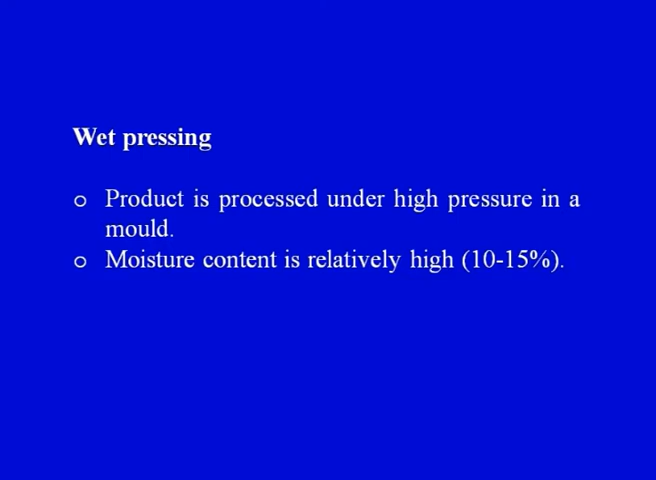 Wet pressing
o Product is processed under high pressure in a
mould.
o Moisture content is relatively high (10-15%).